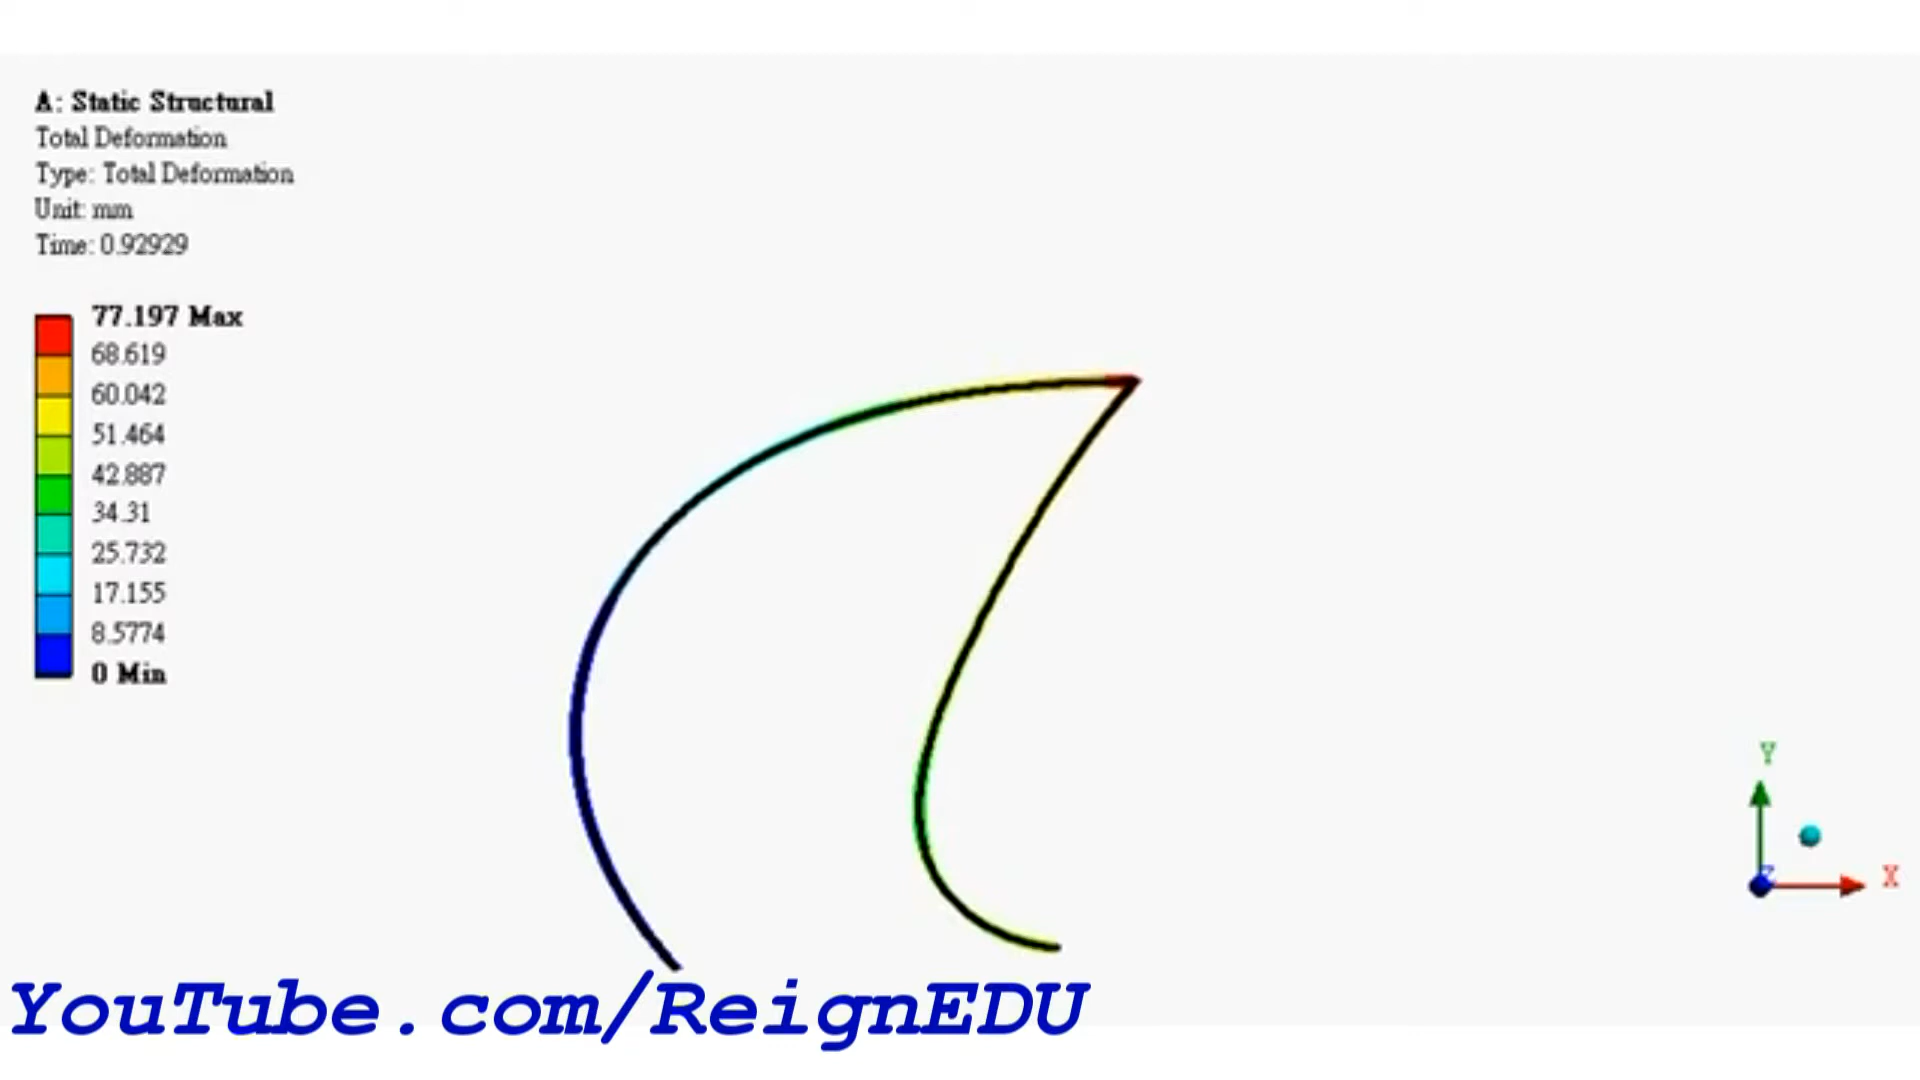 A: Static Structural
Total Deformation
Type: Total Deformation
Unit: mm
Time: 0.92929
77.197 Max
68.619
60.042
51.464
42.887
34.31
25.732
17.155
8.5774
0 Min
Y
Z
X
YouTube.com/ReignEDU